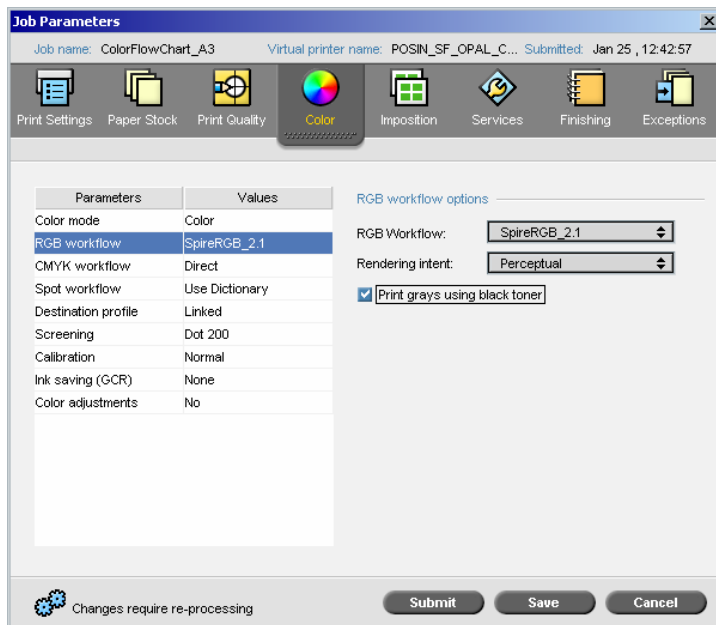 Job Parameters
Job name: ColorFlowChart_A3 Virtual printer name: POSIN_SF_OPAL_C... Submitted: Jan 25 , 12:42:57
Print Settings Paper Stock Print Quality Color Imposition Services Finishing Exceptions
Parameters Values
Color mode Color
RGB workflow SpireRGB_2.1
CMYK workflow Direct
Spot workflow Use Dictionary
Destination profile Linked
Screening Dot 200
Calibration Normal
Ink saving (GCR) None
Color adjustments No
RGB workflow options
RGB Workflow: SpireRGB_2.1
Rendering intent: Perceptual
Print grays using black toner
Changes require re-processing
Submit Save Cancel